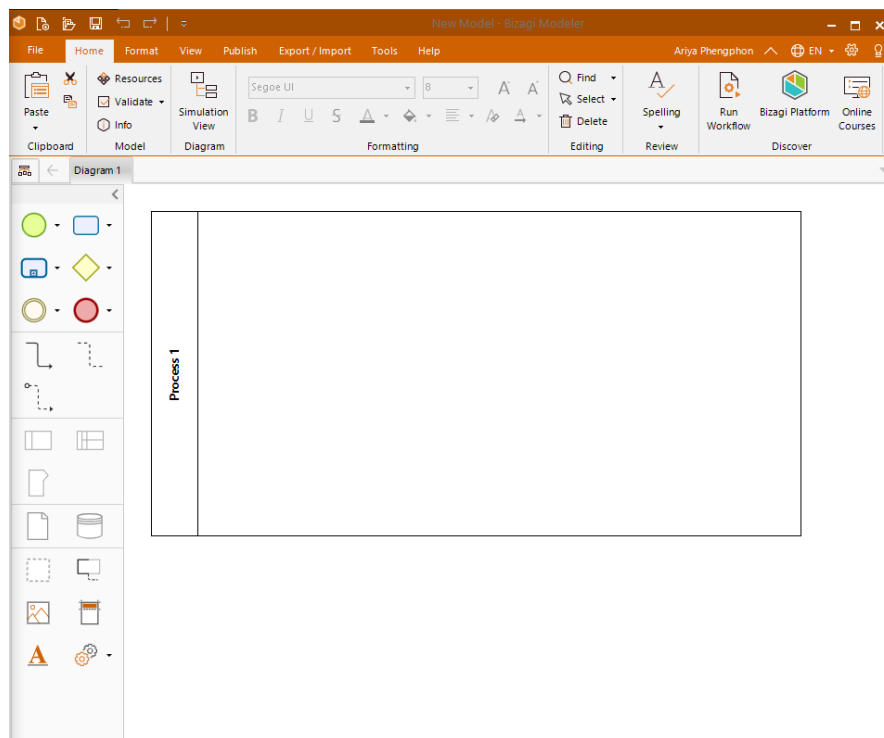 New Model - Bizagi Modeler
File Home Format View Publish Export / Import Tools Help Ariya Phengphon EN
Paste
Resources
Validate
Info
Simulation
View
Segoe UI 8
B I U S A
Find
Select
Delete
Spelling
Run
Workflow
Bizagi Platform
Online
Courses
Clipboard Model Diagram Formatting Editing Review Discover
Diagram 1
Process 1